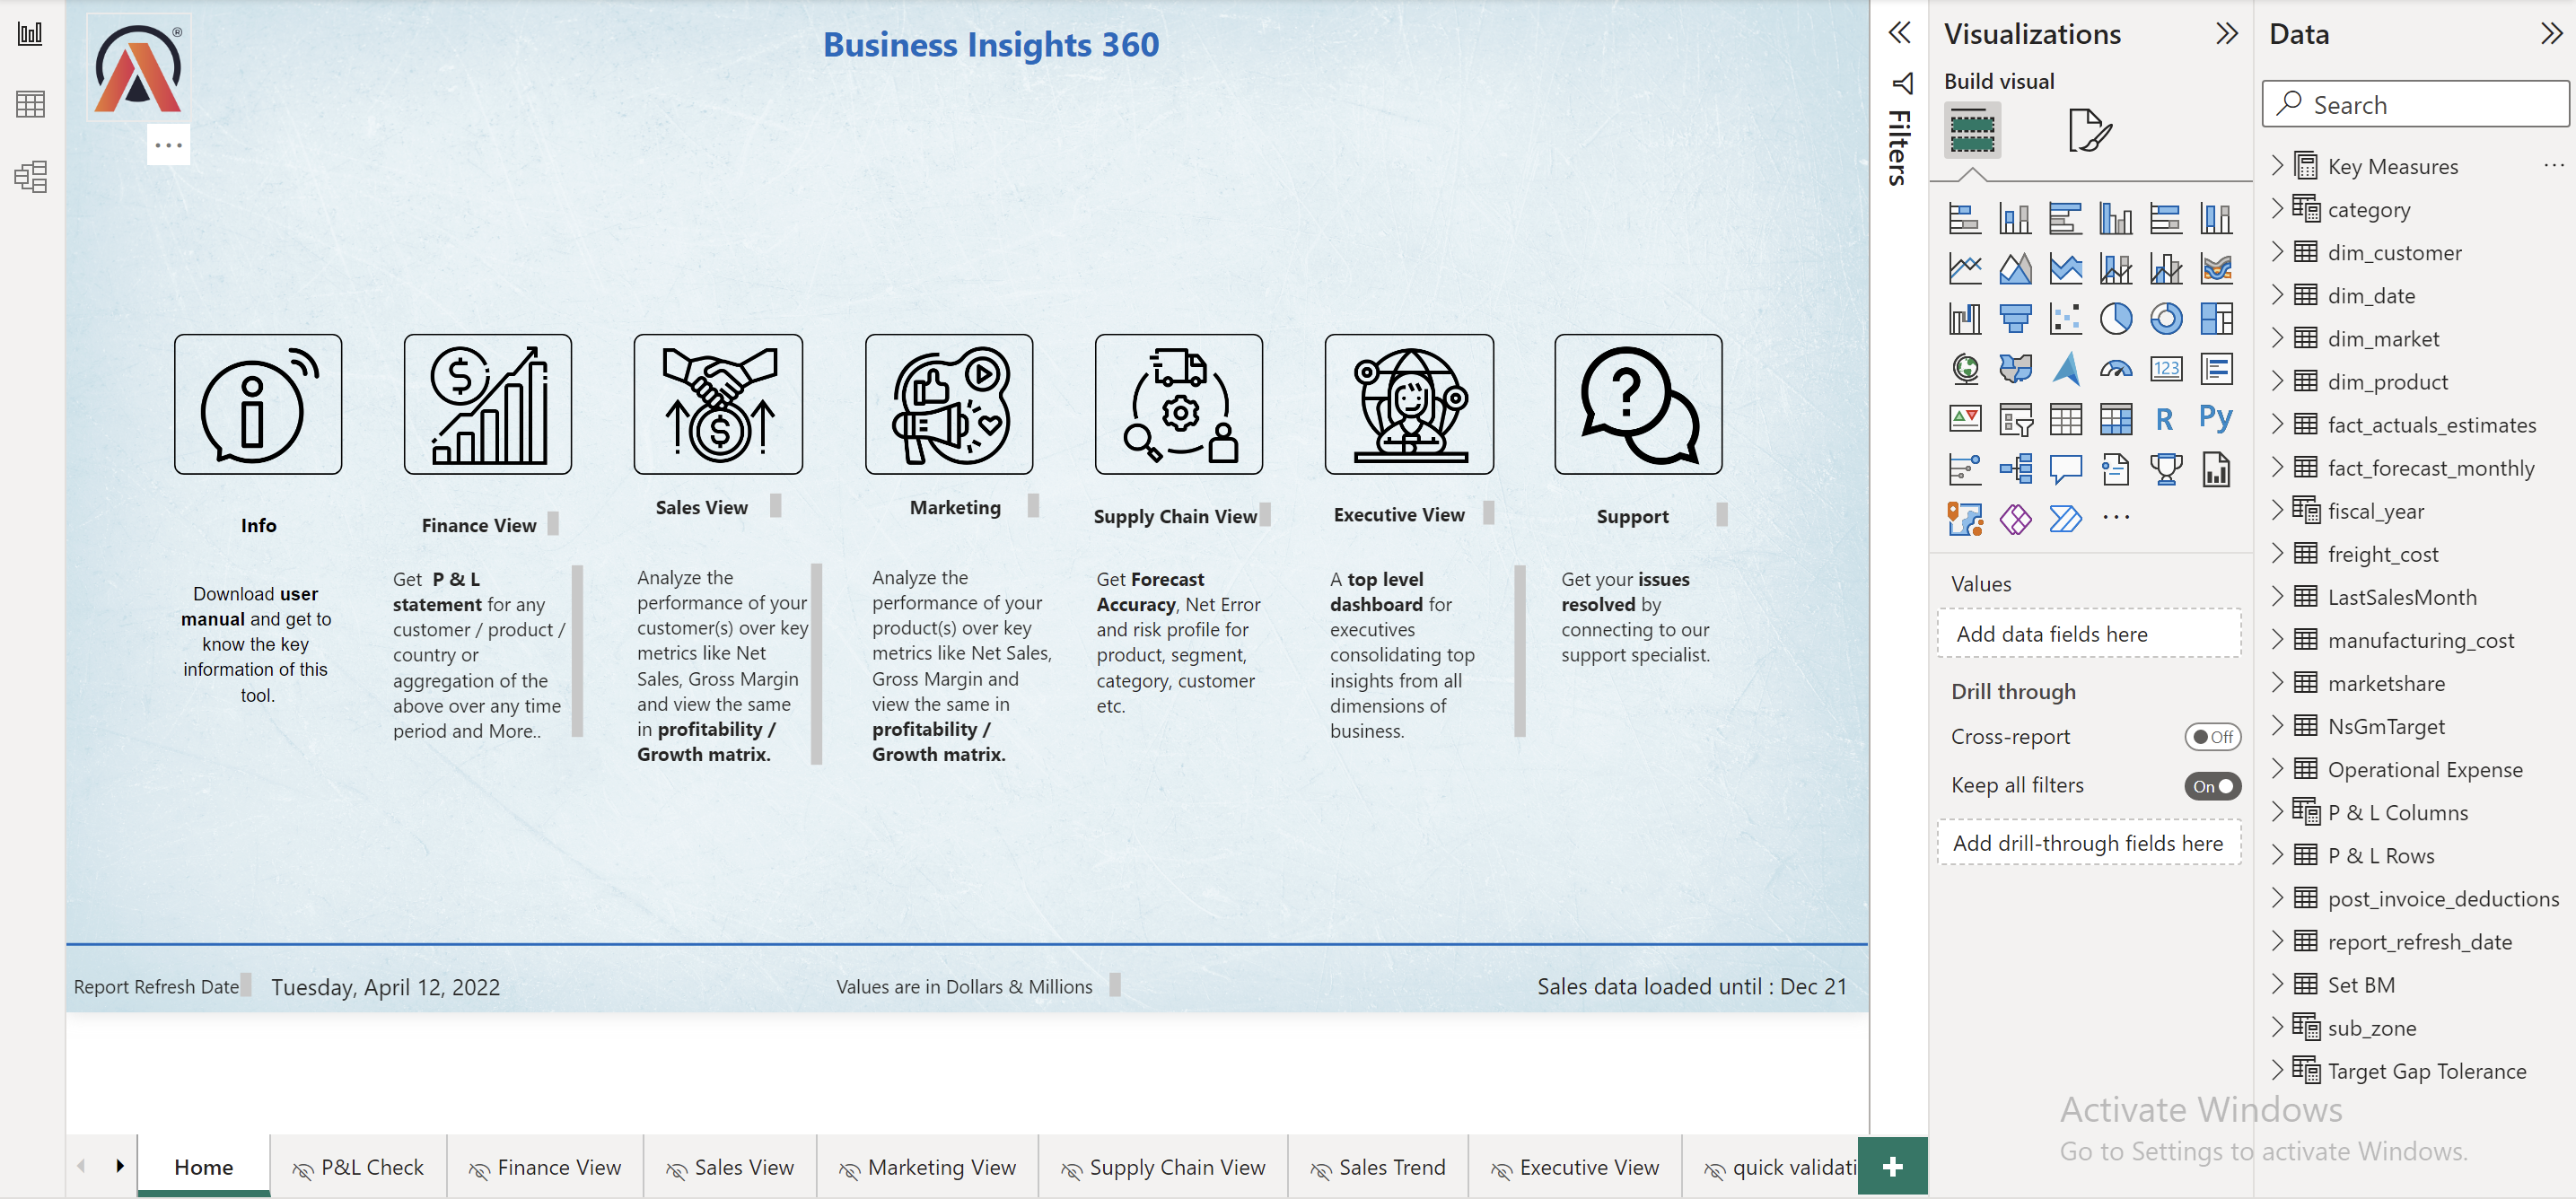 Business Insights 360
®
Info
Download user
manual and get to
know the key
information of this
tool.
Finance View
Get P & L
statement for any
customer / product /
country or
aggregation of the
above over any time
period and More..
Sales View
Analyze the
performance of your
customer(s) over key
metrics like Net
Sales, Gross Margin
and view the same
in profitability /
Growth matrix.
Marketing
Analyze the
performance of your
product(s) over key
metrics like Net Sales,
Gross Margin and
view the same in
profitability /
Growth matrix.
Supply Chain View
Get Forecast
Accuracy, Net Error
and risk profile for
product, segment,
category, customer
etc.
Executive View
A top level
dashboard for
executives
consolidating top
insights from all
dimensions of
business.
Support
Get your issues
resolved by
connecting to our
support specialist.
Report Refresh Date Tuesday, April 12, 2022
Values are in Dollars & Millions
Sales data loaded until : Dec 21
Home
P&L Check
Finance View
Sales View
Marketing View
Supply Chain View
Sales Trend
Executive View
quick validati
+
Filters
Visualizations
Build visual
123
R
Py
Values
Add data fields here
Drill through
Cross-report
Off
Keep all filters
On
Add drill-through fields here
Data
Search
Key Measures
category
dim_customer
dim_date
dim_market
dim_product
fact_actuals_estimates
fact_forecast_monthly
fiscal_year
freight_cost
LastSalesMonth
manufacturing_cost
marketshare
NsGmTarget
Operational Expense
P & L Columns
P & L Rows
post_invoice_deductions
report_refresh_date
Set BM
sub_zone
Target Gap Tolerance
Activate Windows
Go to Settings to activate Windows.